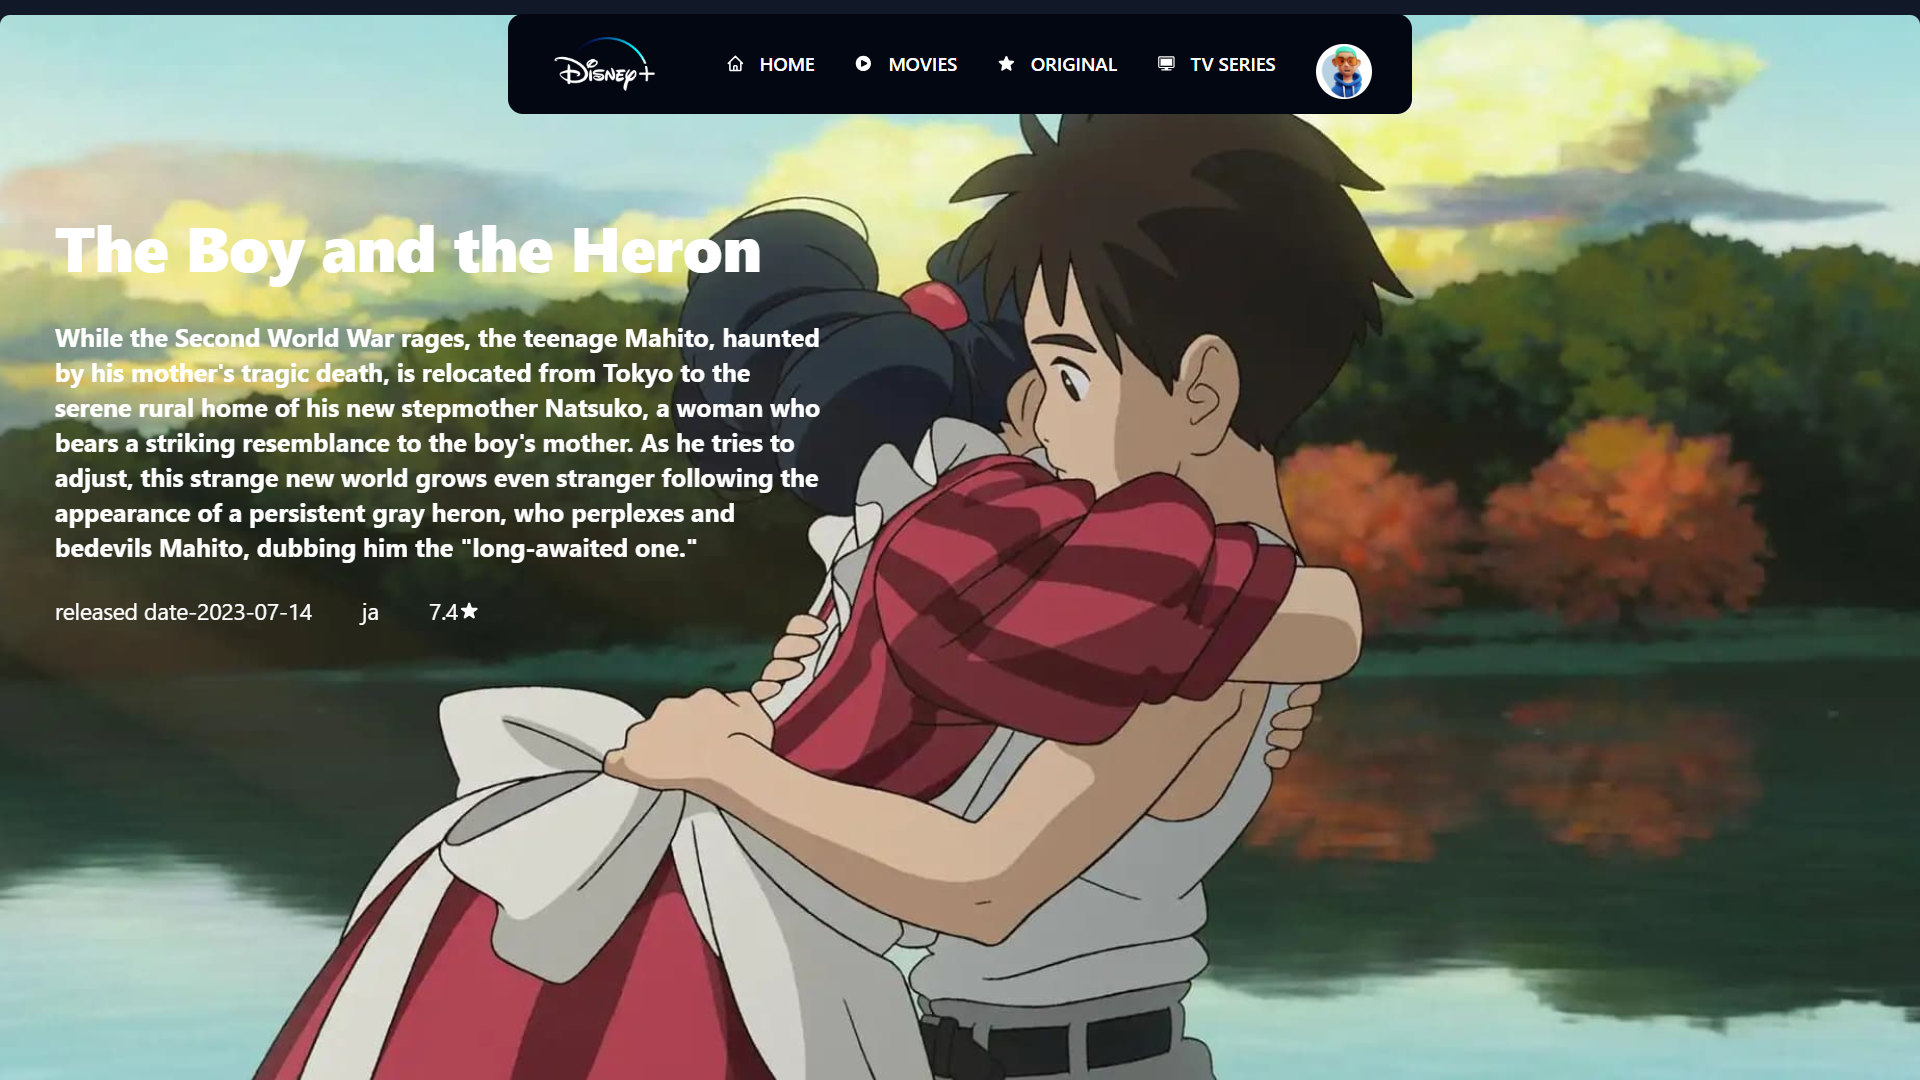 Disney+
HOME
MOVIES
ORIGINAL
TV SERIES
The Boy and the Heron
While the Second World War rages, the teenage Mahito, haunted
by his mother's tragic death, is relocated from Tokyo to the
serene rural home of his new stepmother Natsuko, a woman who
bears a striking resemblance to the boy's mother. As he tries to
adjust, this strange new world grows even stranger following the
appearance of a persistent gray heron, who perplexes and
bedevils Mahito, dubbing him the "long-awaited one."
released date-2023-07-14 ja 7.4★